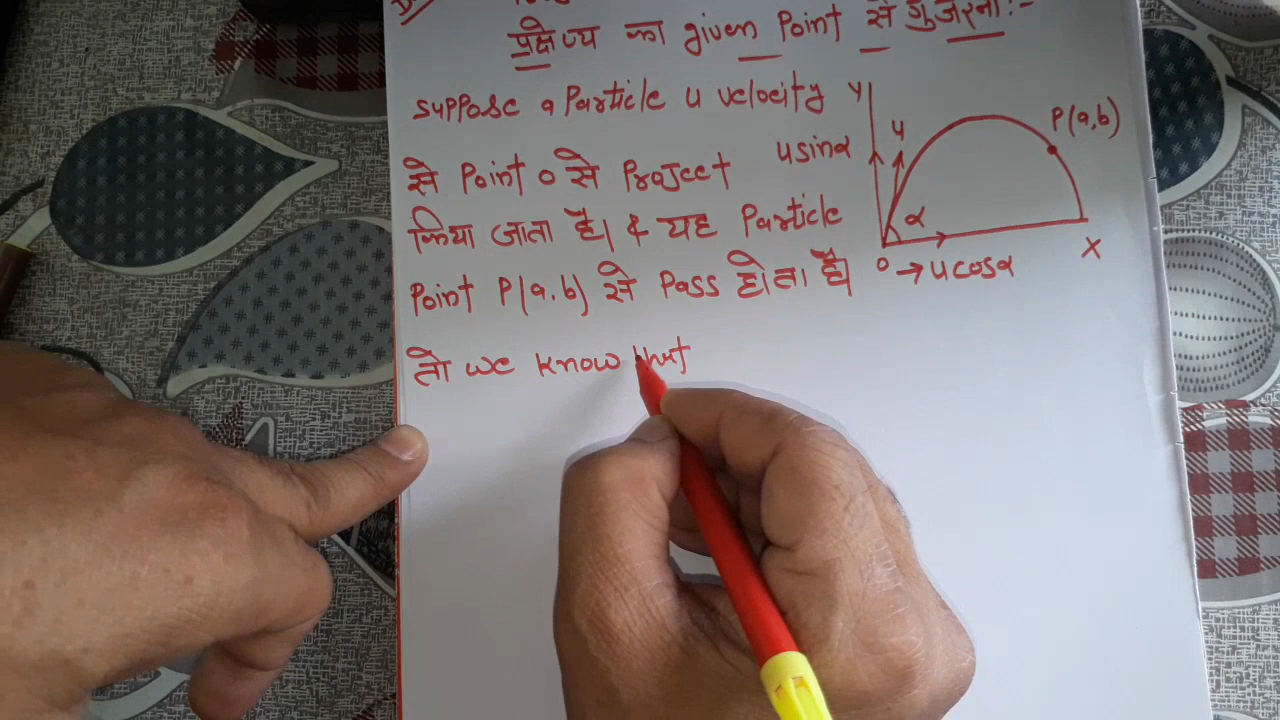 प्रक्षेप्य का given Point से गुजरना :-
suppose a Particle u velocity
से Point o से Project
किया जाता है। & यह Particle
Point P(a,b) से Pass होता है।
तो we know that
Y
u
usinα
P(a,b)
α
o
→ ucosα
X